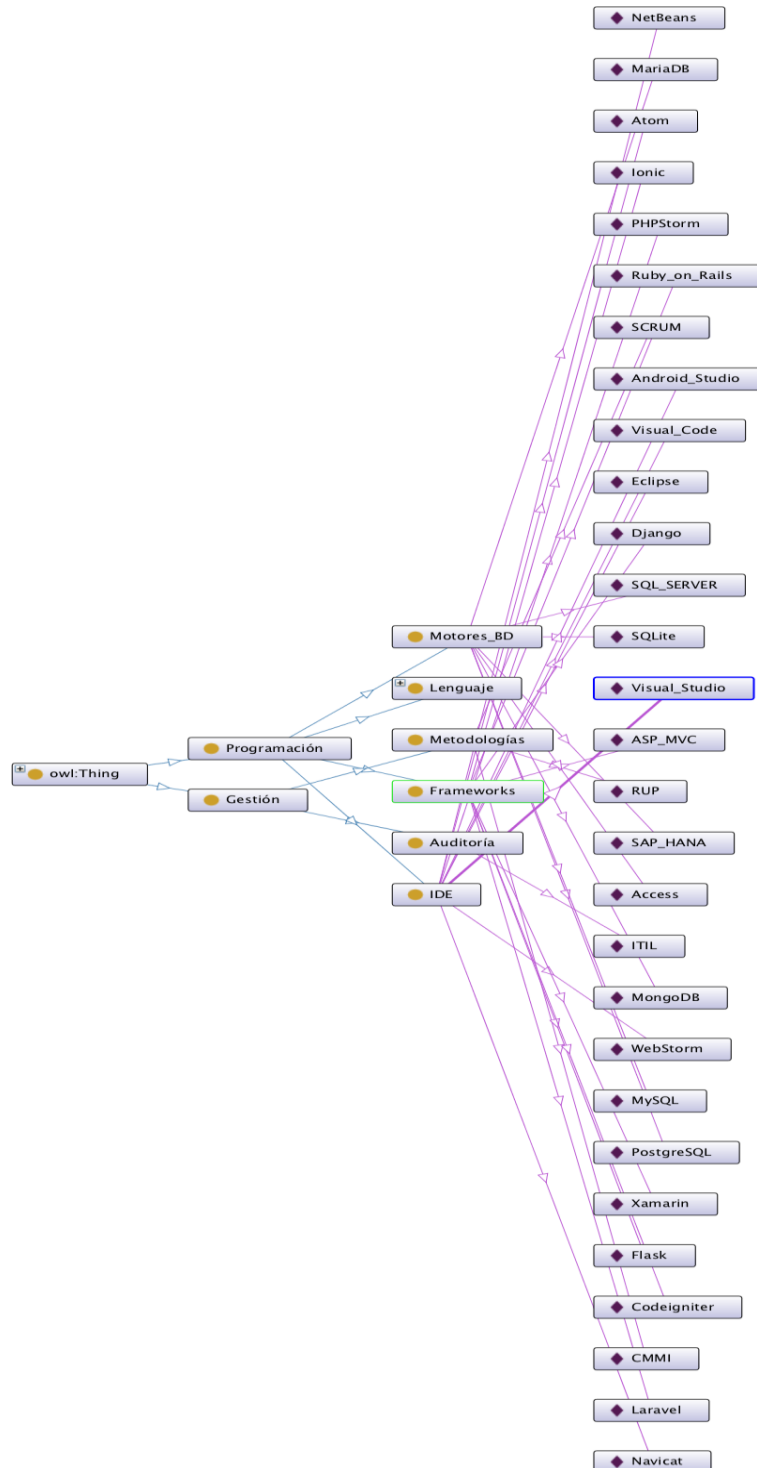 NetBeans
MariaDB
Atom
Ionic
PHPStorm
Ruby_on_Rails
SCRUM
Android_Studio
Visual_Code
Eclipse
Django
SQL_SERVER
Motores_BD
SQLite
Lenguaje
Visual_Studio
Metodologías
ASP_MVC
Programación
owl:Thing
Frameworks
RUP
Gestión
Auditoría
SAP_HANA
IDE
Access
ITIL
MongoDB
WebStorm
MySQL
PostgreSQL
Xamarin
Flask
Codeigniter
CMMI
Laravel
Navicat